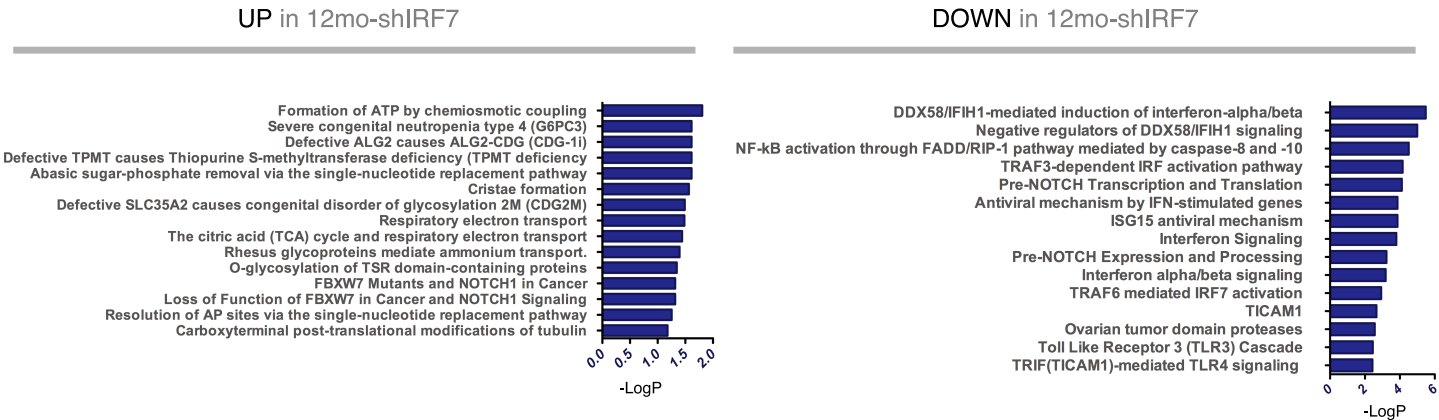 UP in 12mo-shIRF7
Formation of ATP by chemiosmotic coupling
Severe congenital neutropenia type 4 (G6PC3)
Defective ALG2 causes ALG2-CDG (CDG-1i)
Defective TPMT causes Thiopurine S-methyltransferase deficiency (TPMT deficiency
Abasic sugar-phosphate removal via the single-nucleotide replacement pathway
Cristae formation
Defective SLC35A2 causes congenital disorder of glycosylation 2M (CDG2M)
Respiratory electron transport
The citric acid (TCA) cycle and respiratory electron transport
Rhesus glycoproteins mediate ammonium transport.
O-glycosylation of TSR domain-containing proteins
FBXW7 Mutants and NOTCH1 in Cancer
Loss of Function of FBXW7 in Cancer and NOTCH1 Signaling
Resolution of AP sites via the single-nucleotide replacement pathway
Carboxyterminal post-translational modifications of tubulin
0.0 0.5 1.0 1.5 2.0
-LogP
DOWN in 12mo-shIRF7
DDX58/IFIH1-mediated induction of interferon-alpha/beta
Negative regulators of DDX58/IFIH1 signaling
NF-kB activation through FADD/RIP-1 pathway mediated by caspase-8 and -10
TRAF3-dependent IRF activation pathway
Pre-NOTCH Transcription and Translation
Antiviral mechanism by IFN-stimulated genes
ISG15 antiviral mechanism
Interferon Signaling
Pre-NOTCH Expression and Processing
Interferon alpha/beta signaling
TRAF6 mediated IRF7 activation
TICAM1
Ovarian tumor domain proteases
Toll Like Receptor 3 (TLR3) Cascade
TRIF(TICAM1)-mediated TLR4 signaling
0 2 4 6
-LogP